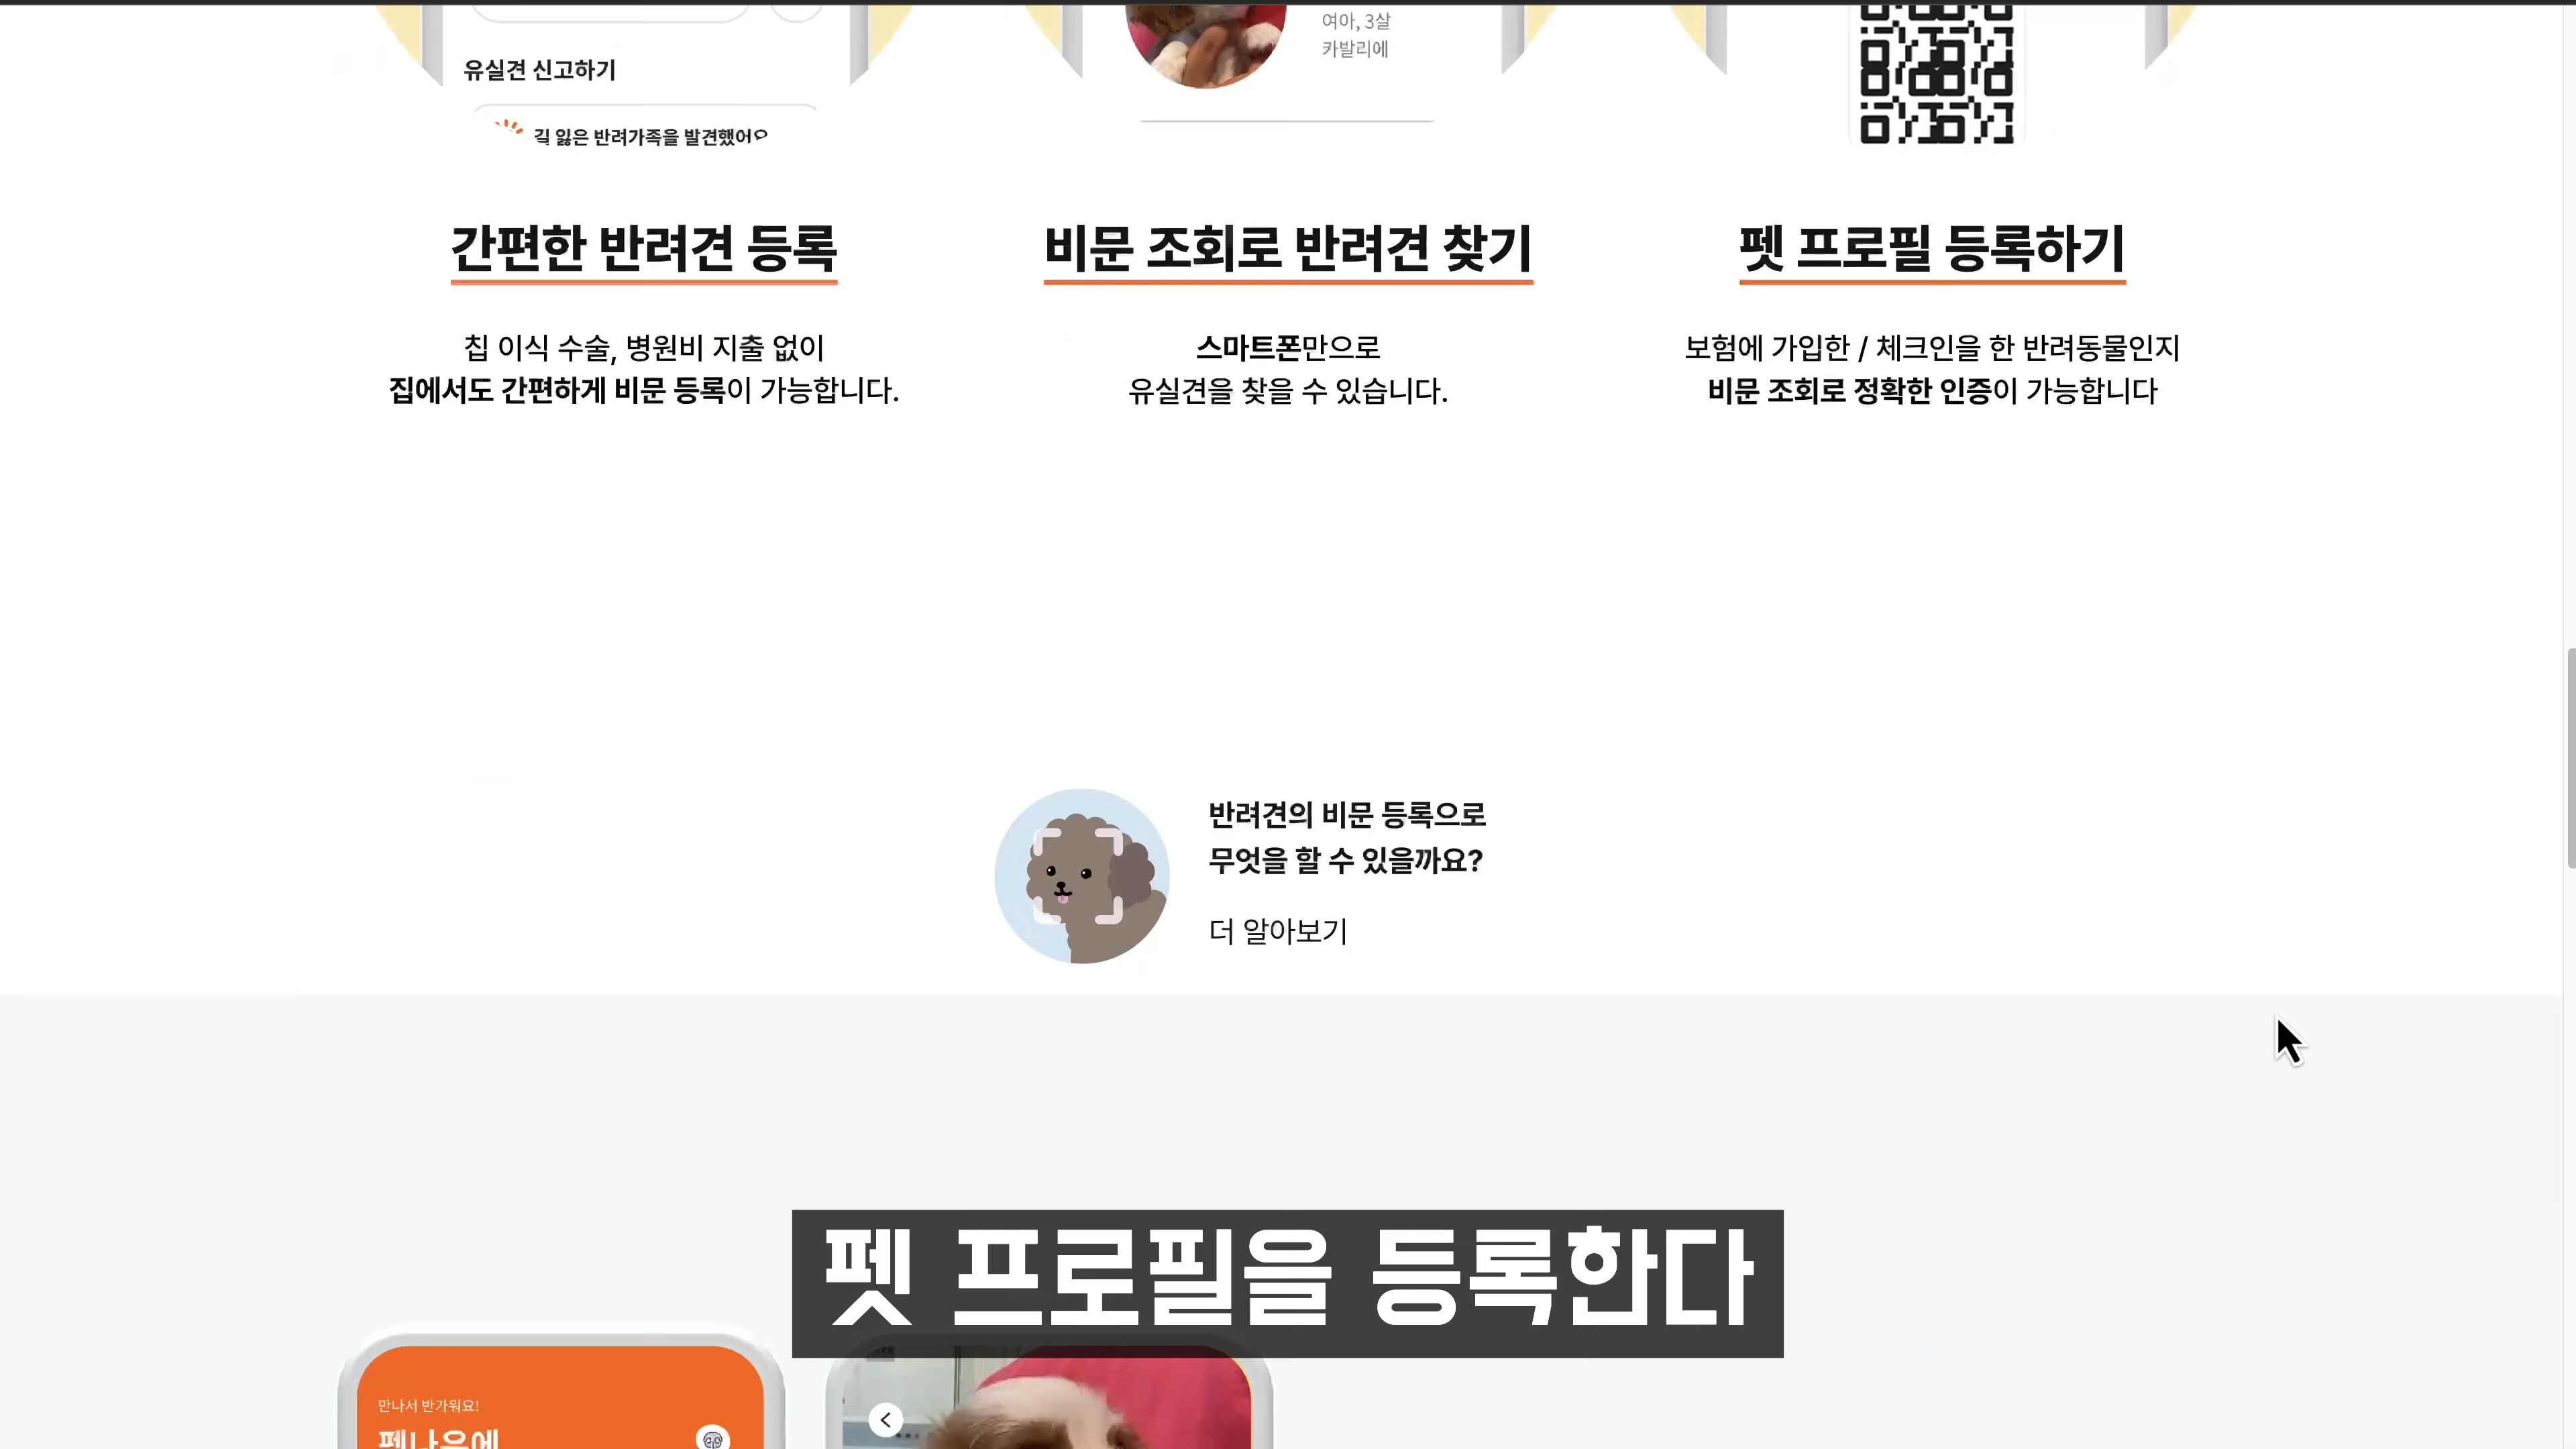 유실견 신고하기
길 잃은 반려가족을 발견했어요
여아, 3살
카발리에
간편한 반려견 등록
칩 이식 수술, 병원비 지출 없이
집에서도 간편하게 비문 등록이 가능합니다.
비문 조회로 반려견 찾기
스마트폰만으로
유실견을 찾을 수 있습니다.
펫 프로필 등록하기
보험에 가입한 / 체크인을 한 반려동물인지
비문 조회로 정확한 인증이 가능합니다
반려견의 비문 등록으로
무엇을 할 수 있을까요?
더 알아보기
펫 프로필을 등록한다
만나서 반가워요!